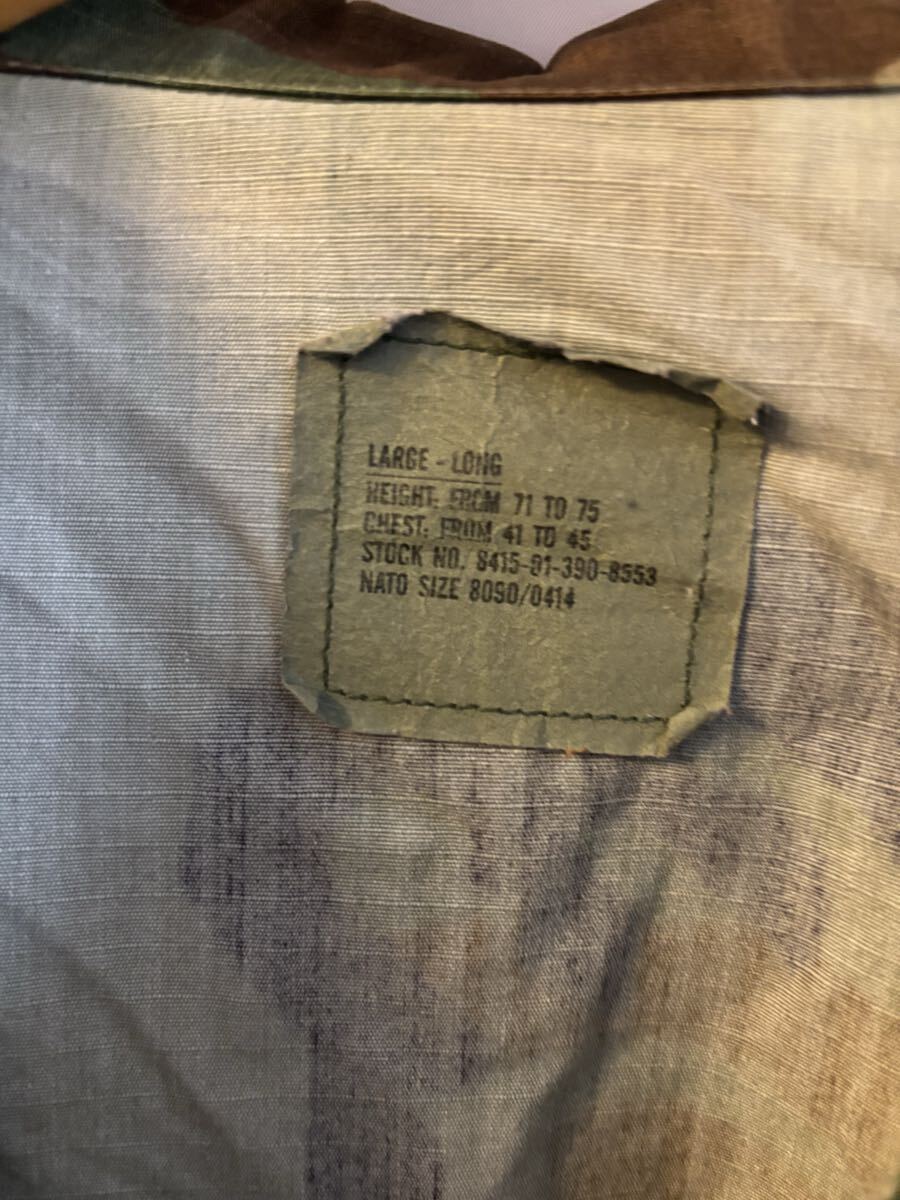 LARGE - LONG
HEIGHT: FROM 71 TO 75
CHEST: FROM 41 TO 45
STOCK NO. 8415-01-390-8553
NATO SIZE 8090/0414